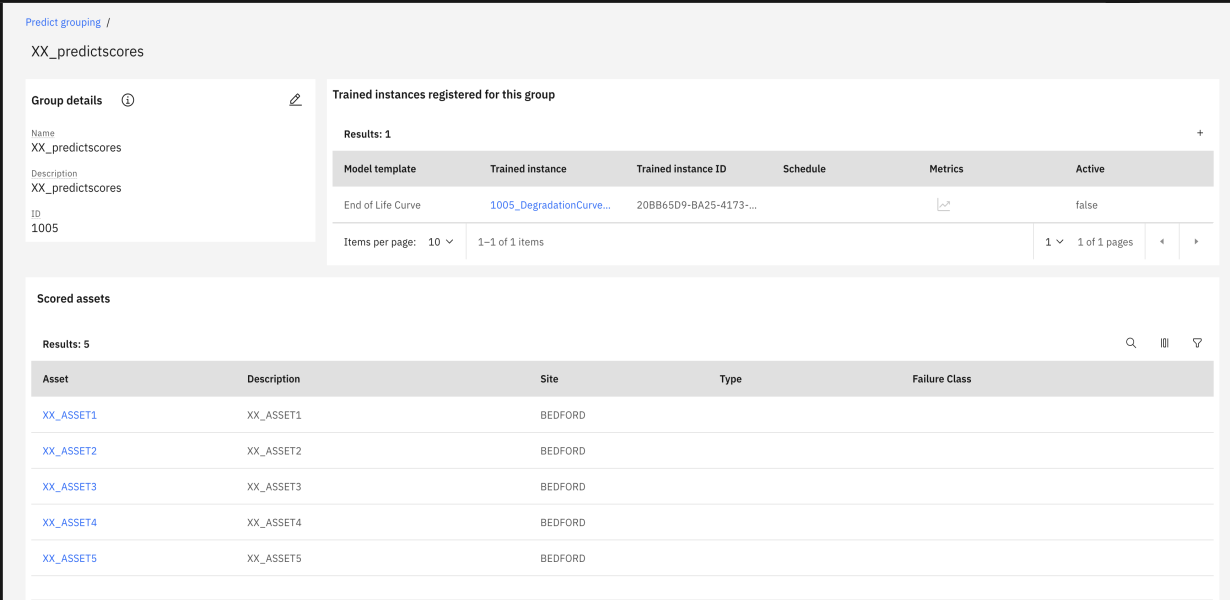 Predict grouping /
XX_predictscores
Group details
Name
XX_predictscores
Description
XX_predictscores
ID
1005
Trained instances registered for this group
Results: 1
Model template Trained instance Trained instance ID Schedule Metrics Active
End of Life Curve 1005_DegradationCurve... 20BB65D9-BA25-4173-... false
Items per page: 10 1–1 of 1 items 1 1 of 1 pages
Scored assets
Results: 5
Asset Description Site Type Failure Class
XX_ASSET1 XX_ASSET1 BEDFORD
XX_ASSET2 XX_ASSET2 BEDFORD
XX_ASSET3 XX_ASSET3 BEDFORD
XX_ASSET4 XX_ASSET4 BEDFORD
XX_ASSET5 XX_ASSET5 BEDFORD